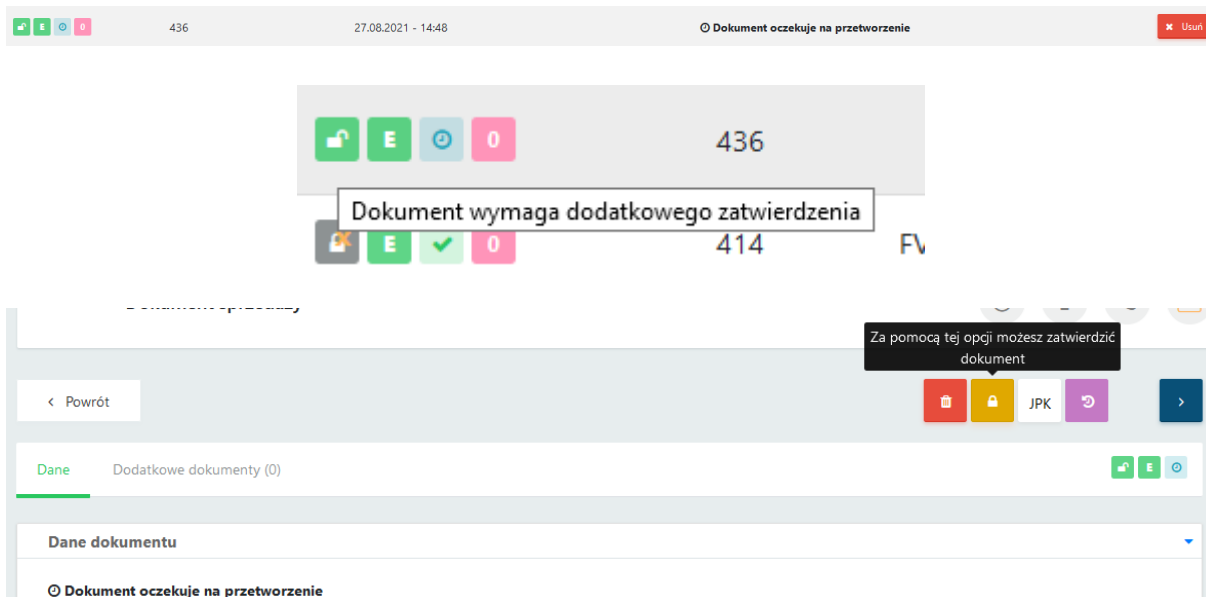 E 0 436 27.08.2021 - 14:48 Dokument oczekuje na przetworzenie Usuń
E 0 436
Dokument wymaga dodatkowego zatwierdzenia
E 0 414 FV
Za pomocą tej opcji możesz zatwierdzić
dokument
Powrót JPK
Dane Dodatkowe dokumenty (0) E
Dane dokumentu
Dokument oczekuje na przetworzenie